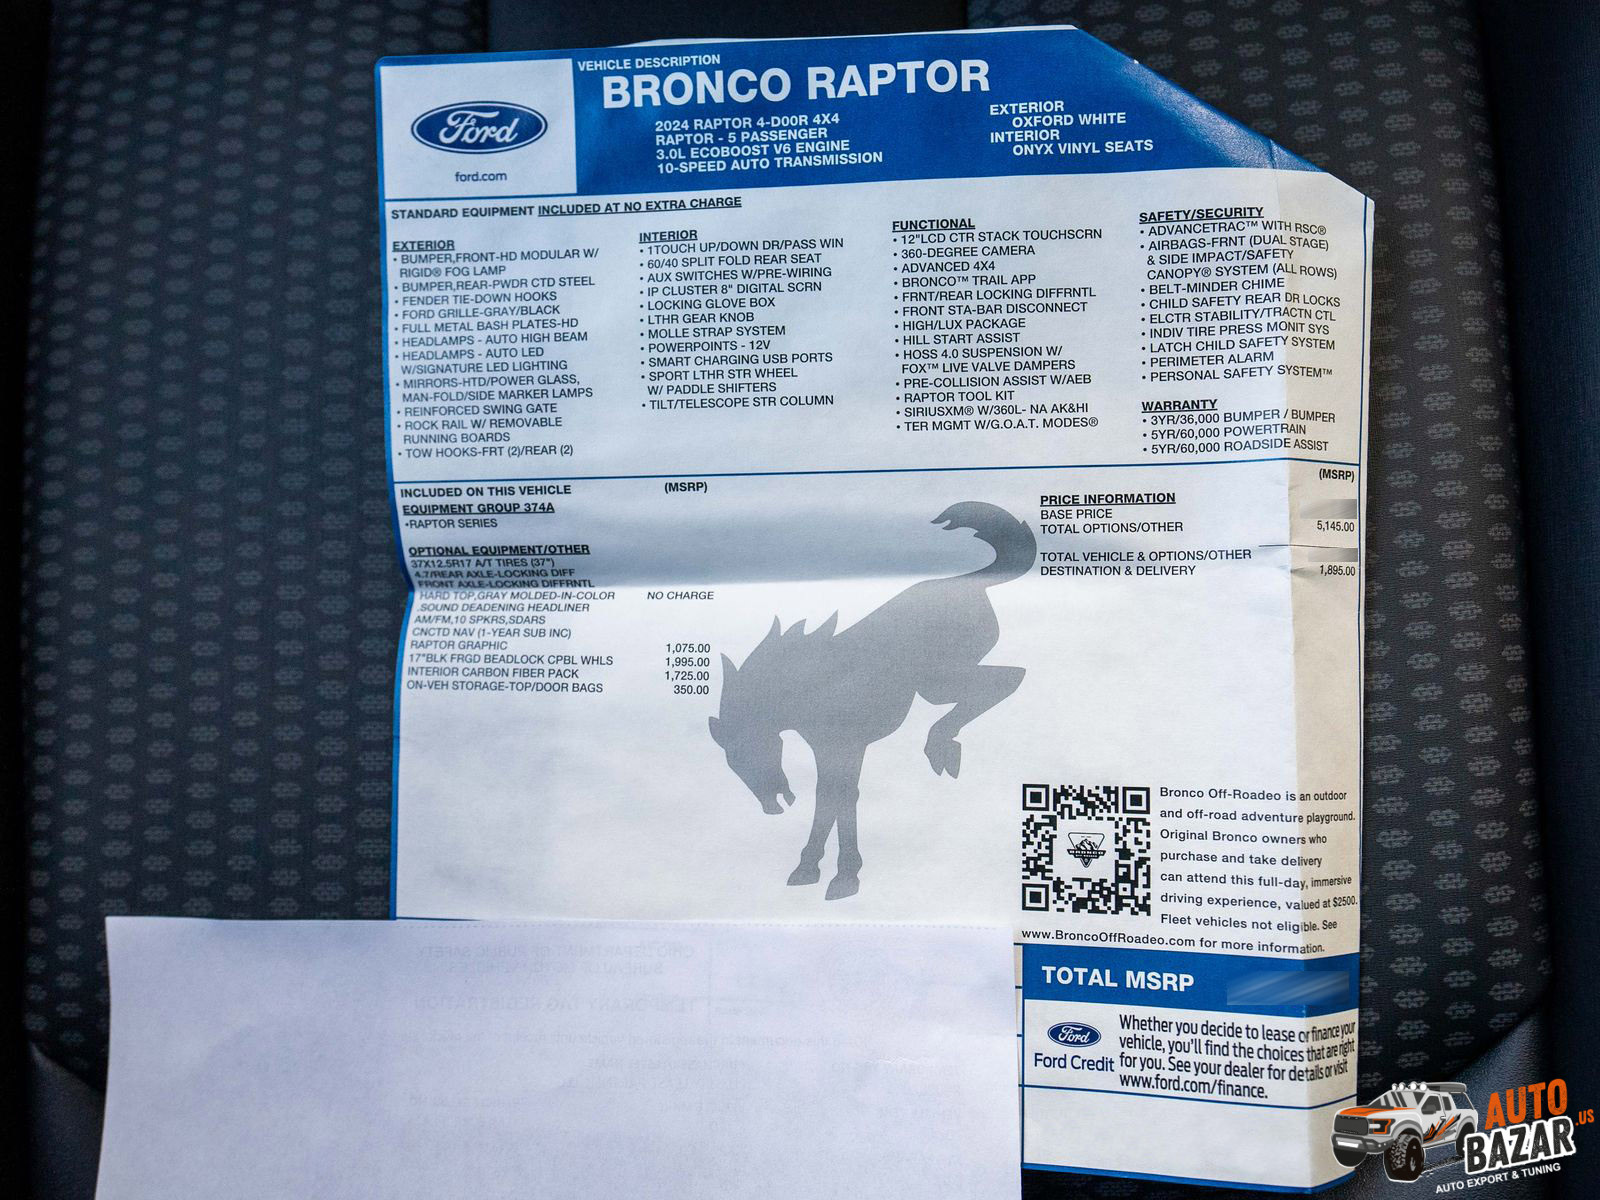 Ford
ford.com
VEHICLE DESCRIPTION
BRONCO RAPTOR
2024 RAPTOR 4-D00R 4X4
RAPTOR - 5 PASSENGER
3.0L ECOBOOST V6 ENGINE
10-SPEED AUTO TRANSMISSION
EXTERIOR
OXFORD WHITE
INTERIOR
ONYX VINYL SEATS
STANDARD EQUIPMENT INCLUDED AT NO EXTRA CHARGE
EXTERIOR
• BUMPER,FRONT-HD MODULAR W/
RIGID® FOG LAMP
• BUMPER,REAR-PWDR CTD STEEL
• FENDER TIE-DOWN HOOKS
• FORD GRILLE-GRAY/BLACK
• FULL METAL BASH PLATES-HD
• HEADLAMPS - AUTO HIGH BEAM
• HEADLAMPS - AUTO LED
W/SIGNATURE LED LIGHTING
• MIRRORS-HTD/POWER GLASS,
MAN-FOLD/SIDE MARKER LAMPS
• REINFORCED SWING GATE
• ROCK RAIL W/ REMOVABLE
RUNNING BOARDS
• TOW HOOKS-FRT (2)/REAR (2)
INTERIOR
• 1TOUCH UP/DOWN DR/PASS WIN
• 60/40 SPLIT FOLD REAR SEAT
• AUX SWITCHES W/PRE-WIRING
• IP CLUSTER 8" DIGITAL SCRN
• LOCKING GLOVE BOX
• LTHR GEAR KNOB
• MOLLE STRAP SYSTEM
• POWERPOINTS - 12V
• SMART CHARGING USB PORTS
• SPORT LTHR STR WHEEL
W/ PADDLE SHIFTERS
• TILT/TELESCOPE STR COLUMN
FUNCTIONAL
• 12"LCD CTR STACK TOUCHSCRN
• 360-DEGREE CAMERA
• ADVANCED 4X4
• BRONCO™ TRAIL APP
• FRNT/REAR LOCKING DIFFRNTL
• FRONT STA-BAR DISCONNECT
• HIGH/LUX PACKAGE
• HILL START ASSIST
• HOSS 4.0 SUSPENSION W/
FOX™ LIVE VALVE DAMPERS
• PRE-COLLISION ASSIST W/AEB
• RAPTOR TOOL KIT
• SIRIUSXM® W/360L- NA AK&HI
• TER MGMT W/G.O.A.T. MODES®
SAFETY/SECURITY
• ADVANCETRAC™ WITH RSC®
• AIRBAGS-FRNT (DUAL STAGE)
& SIDE IMPACT/SAFETY
CANOPY® SYSTEM (ALL ROWS)
• BELT-MINDER CHIME
• CHILD SAFETY REAR DR LOCKS
• ELCTR STABILITY/TRACTN CTL
• INDIV TIRE PRESS MONIT SYS
• LATCH CHILD SAFETY SYSTEM
• PERIMETER ALARM
• PERSONAL SAFETY SYSTEM™
WARRANTY
• 3YR/36,000 BUMPER / BUMPER
• 5YR/60,000 POWERTRAIN
• 5YR/60,000 ROADSIDE ASSIST
INCLUDED ON THIS VEHICLE
(MSRP)
EQUIPMENT GROUP 374A
•RAPTOR SERIES
OPTIONAL EQUIPMENT/OTHER
37X12.5R17 A/T TIRES (37")
4.7/REAR AXLE-LOCKING DIFF
FRONT AXLE-LOCKING DIFFRNTL
HARD TOP,GRAY MOLDED-IN-COLOR NO CHARGE
.SOUND DEADENING HEADLINER
AM/FM,10 SPKRS,SDARS
CNCTD NAV (1-YEAR SUB INC)
RAPTOR GRAPHIC 1,075.00
17"BLK FRGD BEADLOCK CPBL WHLS 1,995.00
INTERIOR CARBON FIBER PACK 1,725.00
ON-VEH STORAGE-TOP/DOOR BAGS 350.00
(MSRP)
PRICE INFORMATION
BASE PRICE
TOTAL OPTIONS/OTHER 5,145.00
TOTAL VEHICLE & OPTIONS/OTHER
DESTINATION & DELIVERY 1,895.00
Bronco Off-Roadeo is an outdoor
and off-road adventure playground.
Original Bronco owners who
purchase and take delivery
can attend this full-day, immersive
driving experience, valued at $2500.
Fleet vehicles not eligible. See
www.BroncoOffRoadeo.com for more information.
TOTAL MSRP
Ford
Ford Credit
Whether you decide to lease or finance your
vehicle, you'll find the choices that are right
for you. See your dealer for details or visit
www.ford.com/finance.
AUTO
BAZAR.US
AUTO EXPORT & TUNING